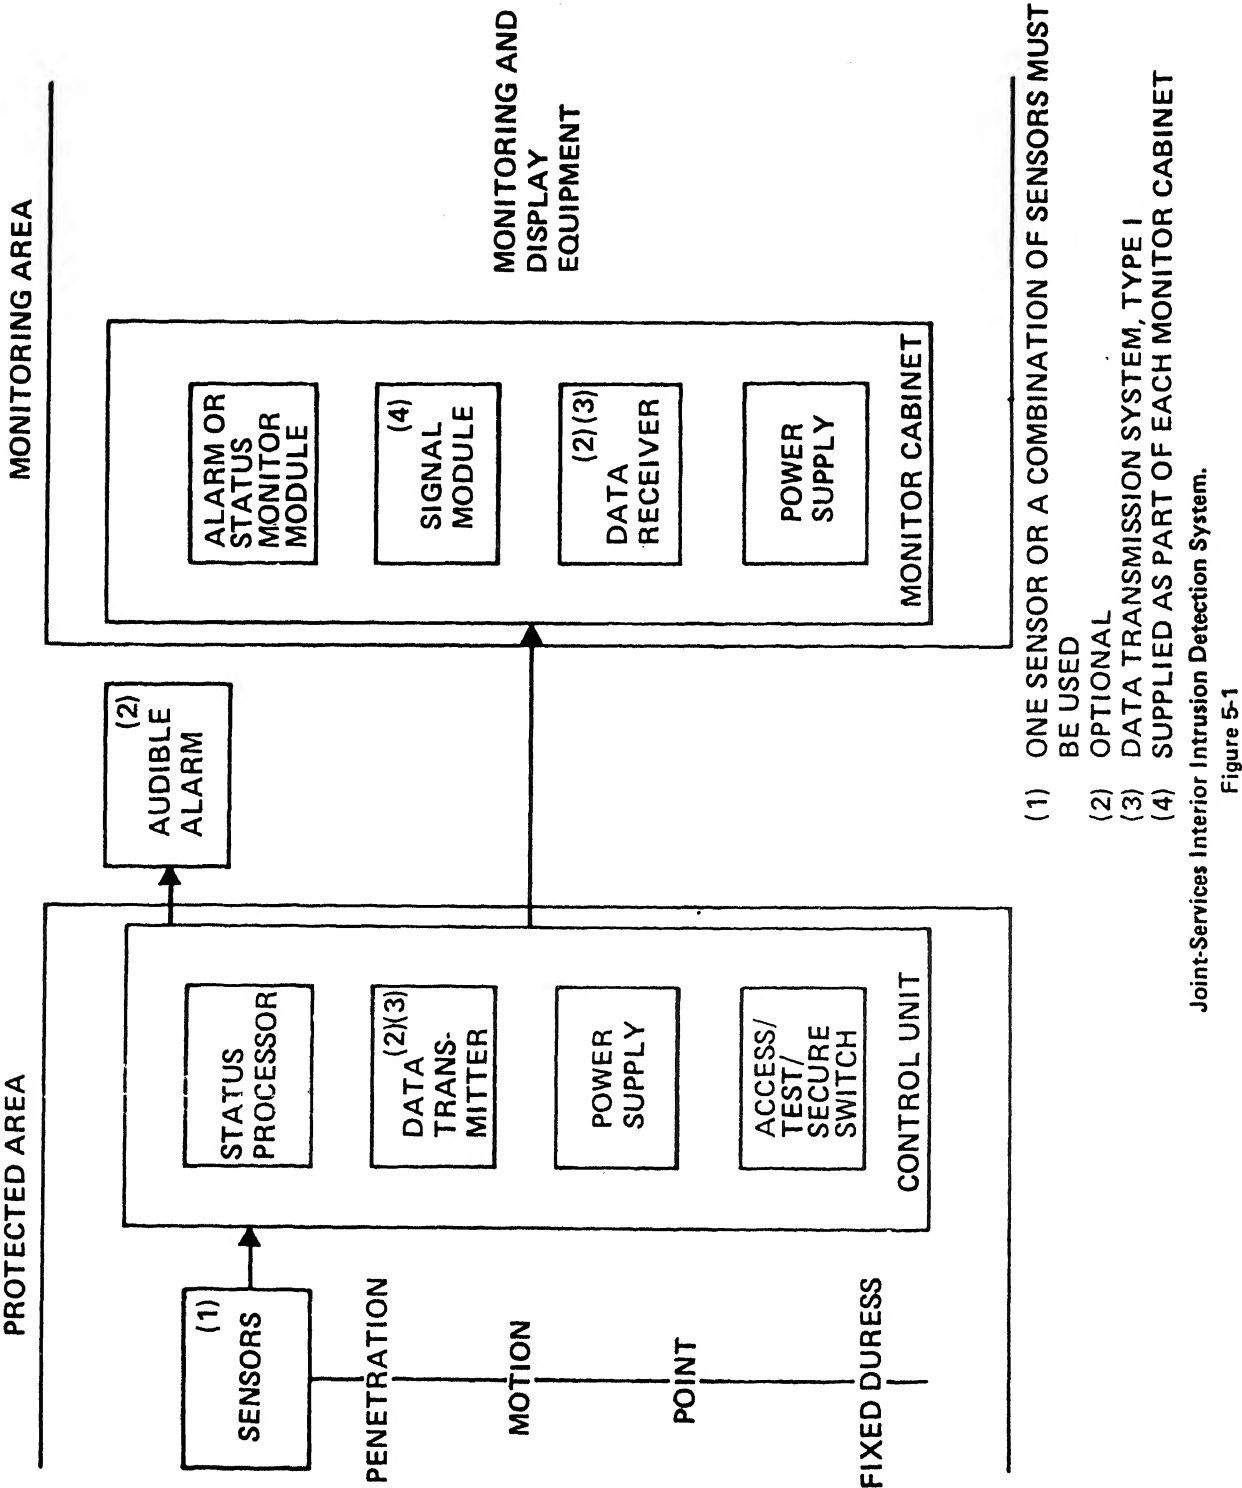 PROTECTED AREA
MONITORING AREA
(1)
SENSORS
PENETRATION
MOTION
POINT
FIXED DURESS
STATUS
PROCESSOR
(2)(3)
DATA
TRANS-
MITTER
POWER
SUPPLY
ACCESS/
TEST/
SECURE
SWITCH
CONTROL UNIT
(2)
AUDIBLE
ALARM
ALARM OR
STATUS
MONITOR
MODULE
(4)
SIGNAL
MODULE
(2)(3)
DATA
RECEIVER
POWER
SUPPLY
MONITOR CABINET
MONITORING AND
DISPLAY
EQUIPMENT
(1) ONE SENSOR OR A COMBINATION OF SENSORS MUST
BE USED
(2) OPTIONAL
(3) DATA TRANSMISSION SYSTEM, TYPE I
(4) SUPPLIED AS PART OF EACH MONITOR CABINET
Joint-Services Interior Intrusion Detection System.
Figure 5-1